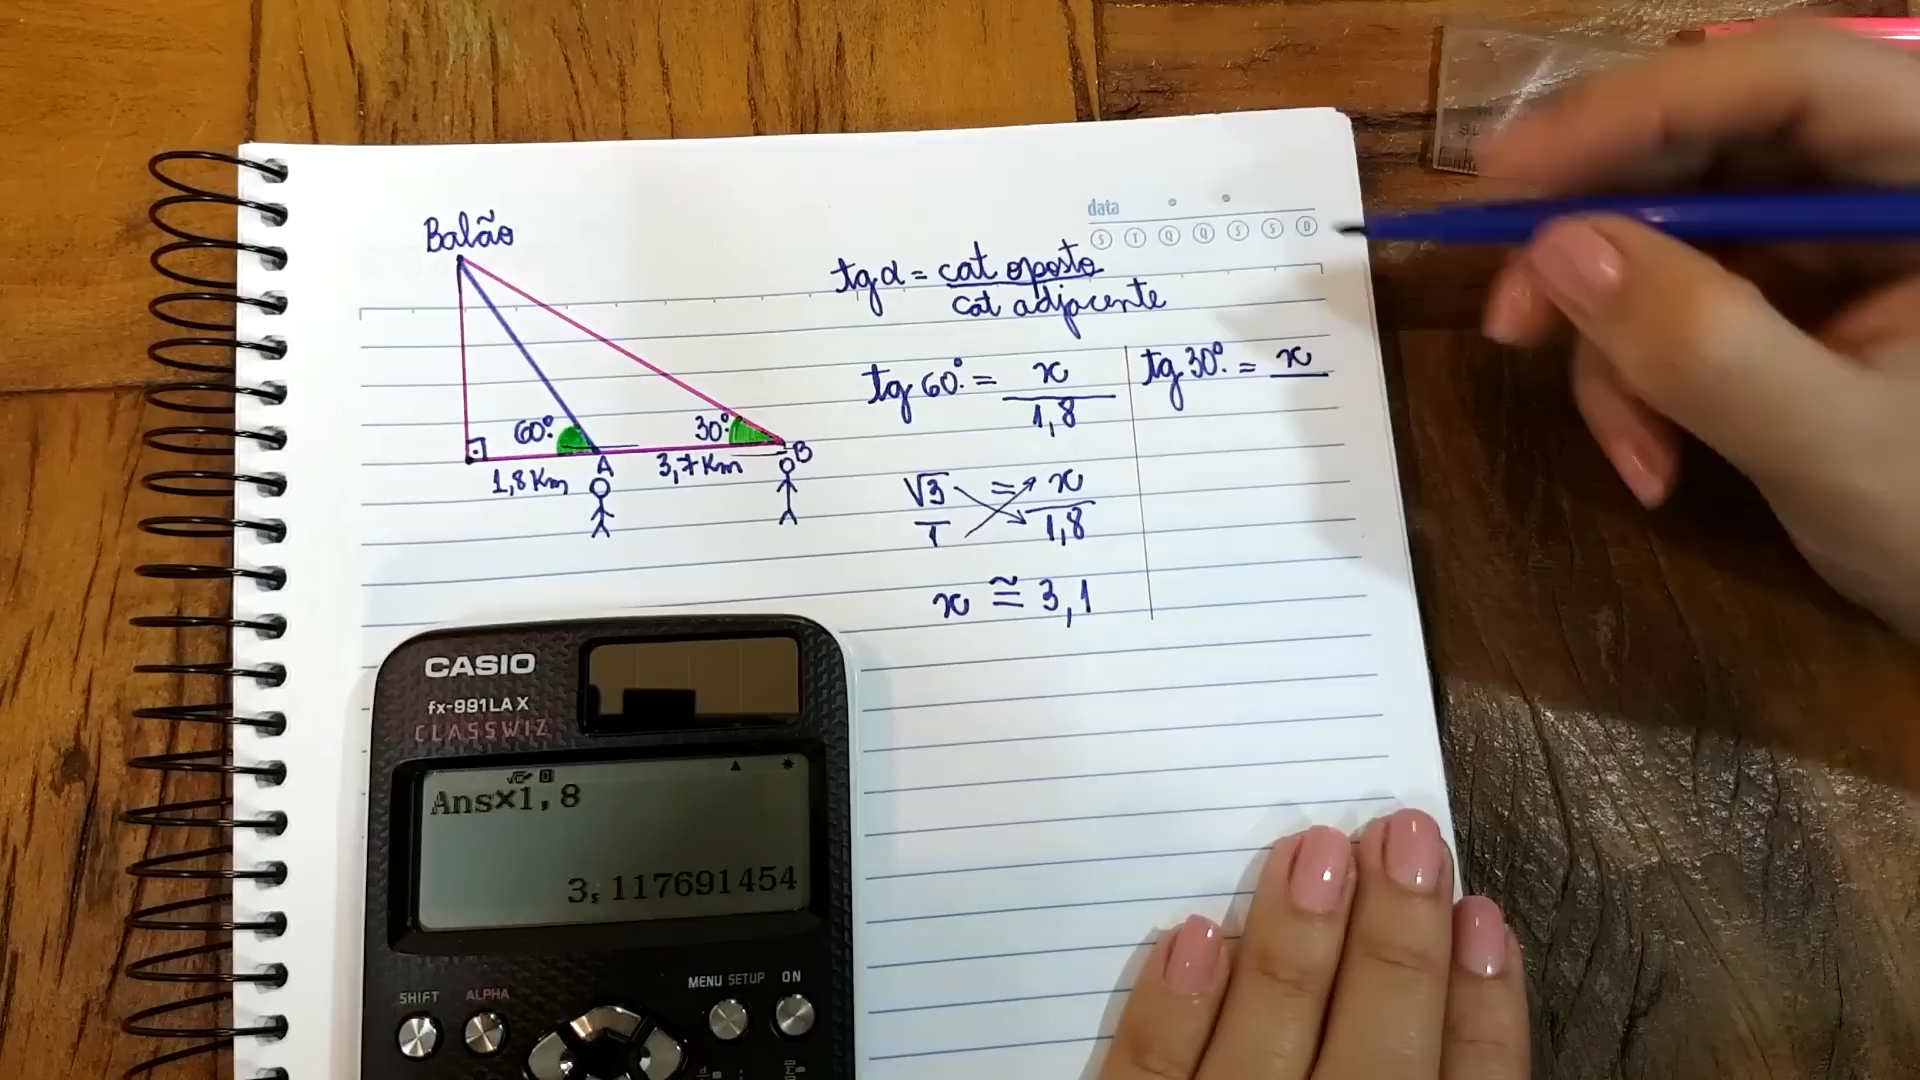 data
S T Q Q S S D
Balão
tg α = cat oposto
cat adjacente
tg 60° = x
1,8
tg 30° = x
60°
30°
A
B
1,8 Km
3,7 Km
√3 = x
1 1,8
x ≅ 3,1
CASIO
fx-991LA X
CLASSWIZ
Ans×1,8
3,117691454
SHIFT ALPHA
MENU SETUP ON